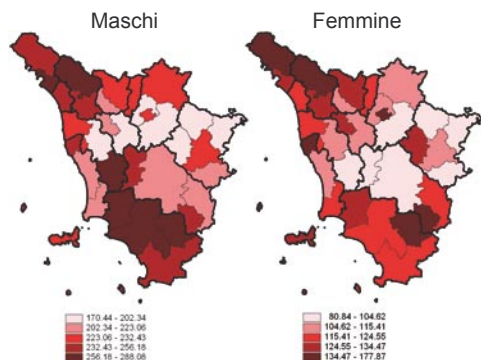 Maschi
Femmine
170.44 - 202.34
202.34 - 223.06
223.06 - 232.43
232.43 - 256.18
256.18 - 288.08
80.84 - 104.62
104.62 - 115.41
115.41 - 124.55
124.55 - 134.47
134.47 - 177.87